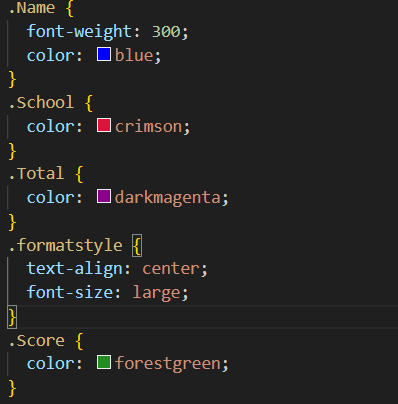 .Name {
  font-weight: 300;
  color: blue;
}
.School {
  color: crimson;
}
.Total {
  color: darkmagenta;
}
.formatstyle {
  text-align: center;
  font-size: large;
}
.Score {
  color: forestgreen;
}